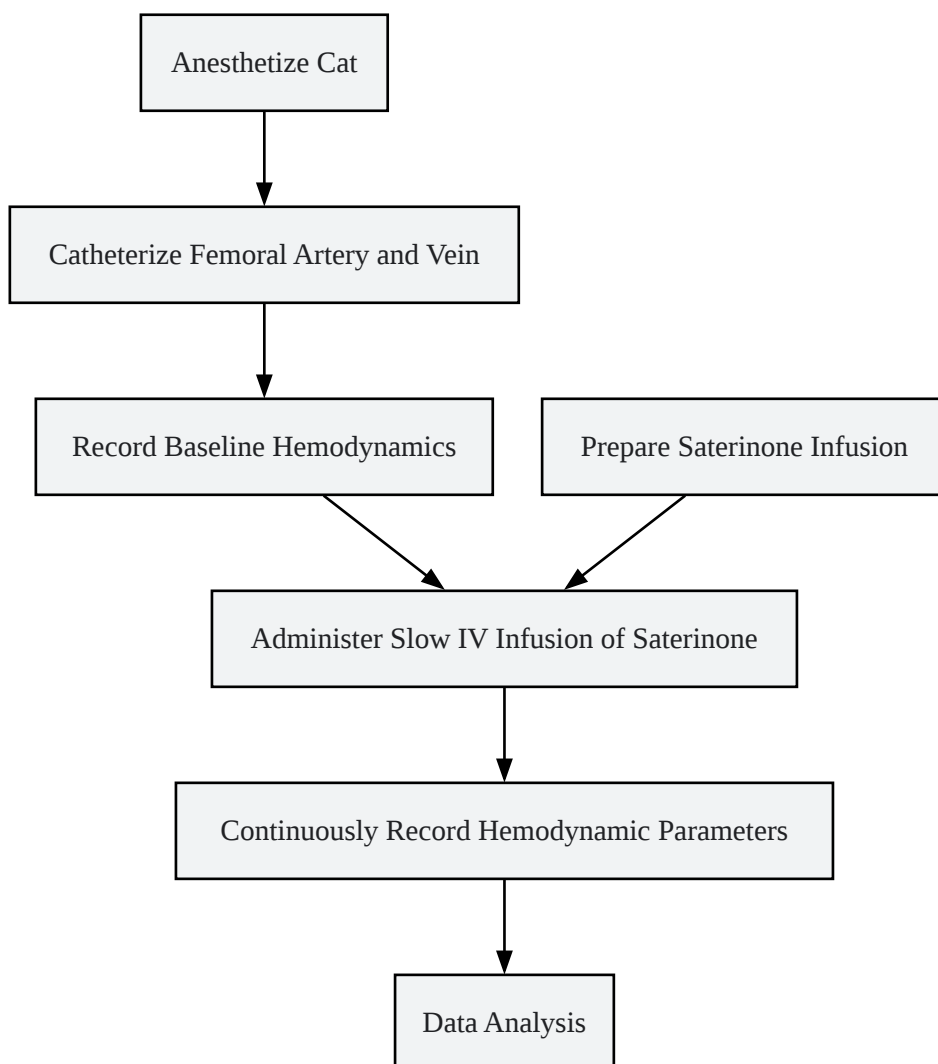 Anesthetize Cat
Catheterize Femoral Artery and Vein
Record Baseline Hemodynamics
Prepare Saterinone Infusion
Administer Slow IV Infusion of Saterinone
Continuously Record Hemodynamic Parameters
Data Analysis